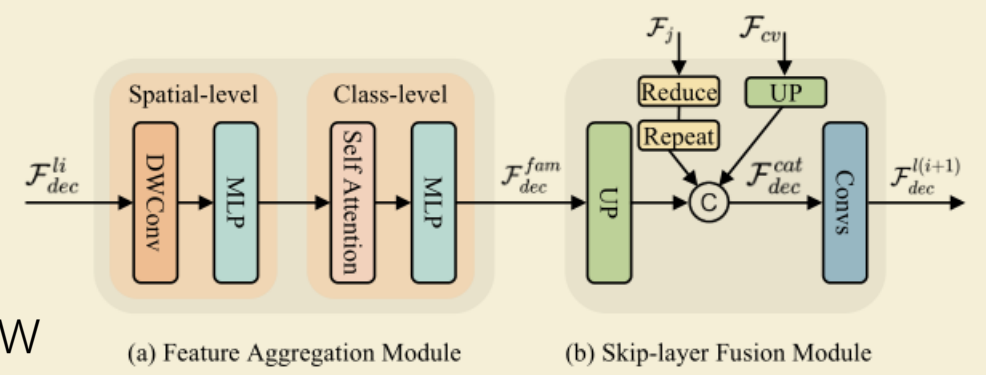 F_j F_cv
Spatial-level Class-level Reduce UP
Repeat
F_dec^li DWConv MLP Self Attention MLP F_dec^fam UP C F_dec^cat Convs F_dec^l(i+1)
W
(a) Feature Aggregation Module (b) Skip-layer Fusion Module